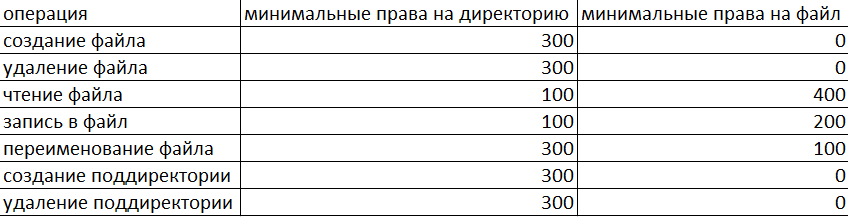 операция минимальные права на директорию минимальные права на файл
создание файла 300 0
удаление файла 300 0
чтение файла 100 400
запись в файл 100 200
переименование файла 300 100
создание поддиректории 300 0
удаление поддиректории 300 0